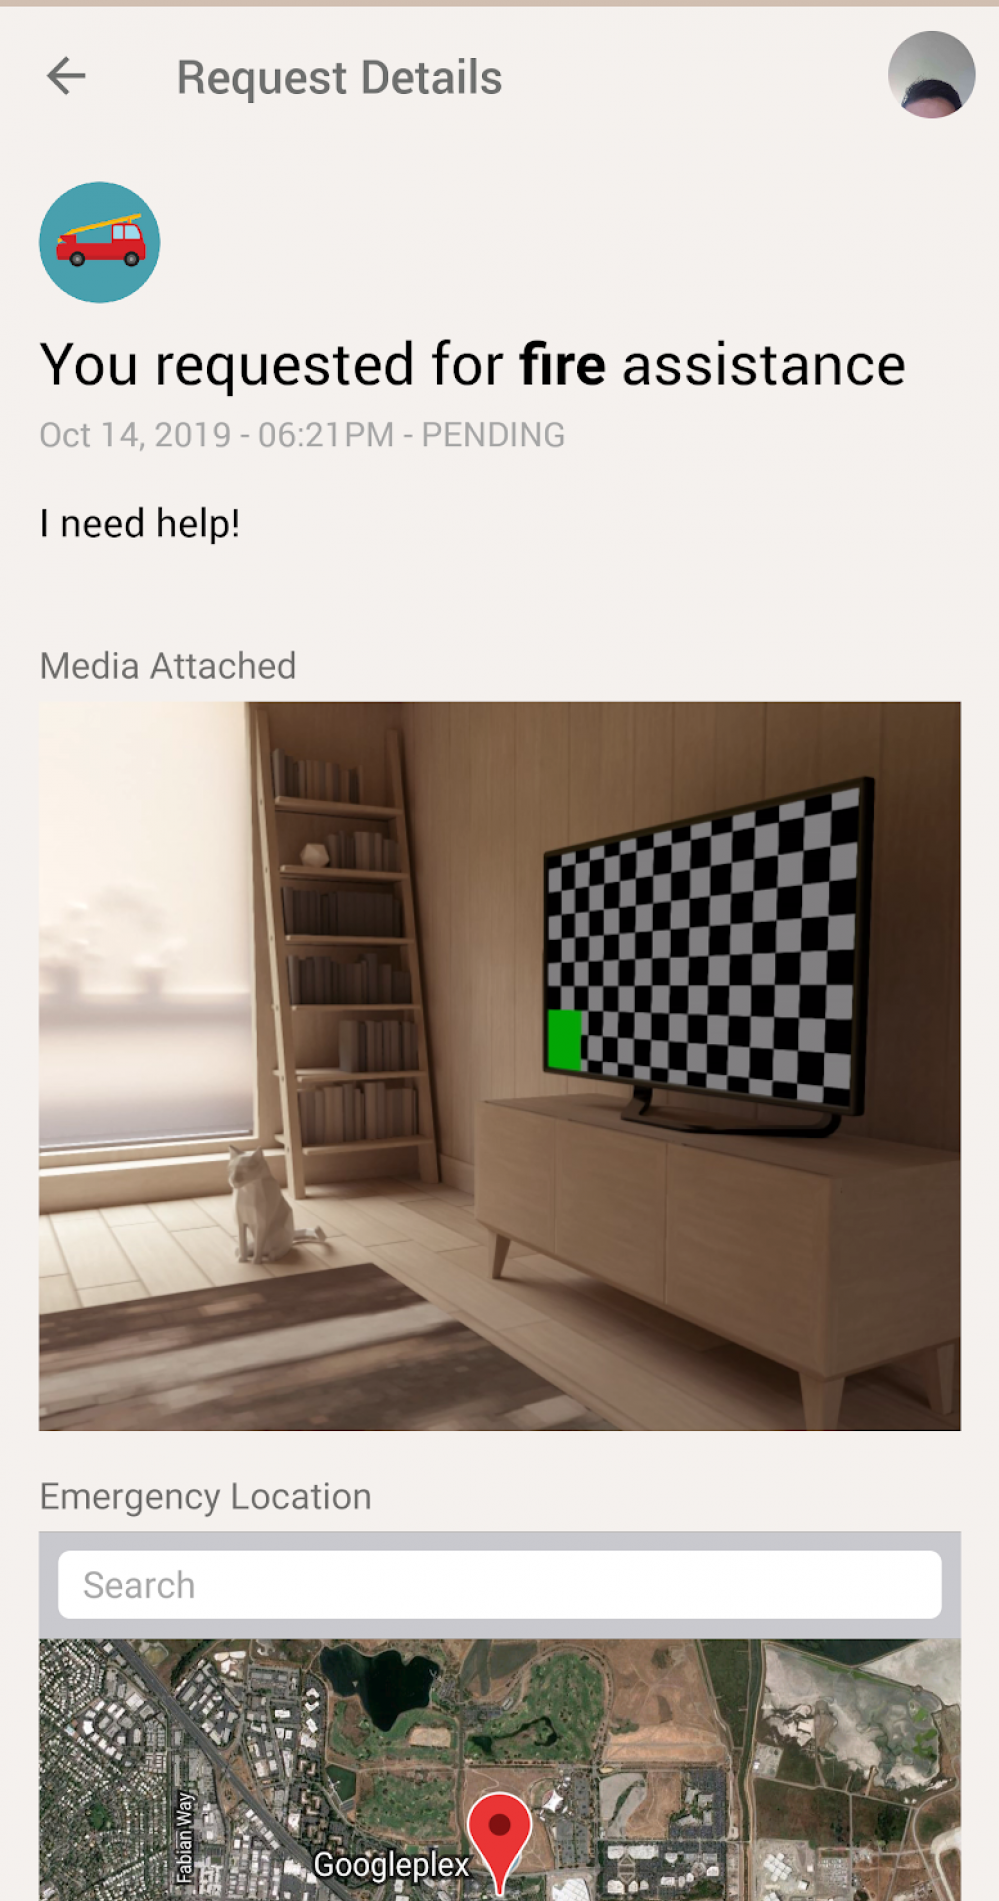 Request Details
You requested for fire assistance
Oct 14, 2019 - 06:21PM - PENDING
I need help!
Media Attached
Emergency Location
Search
Fabian Way
Googleplex